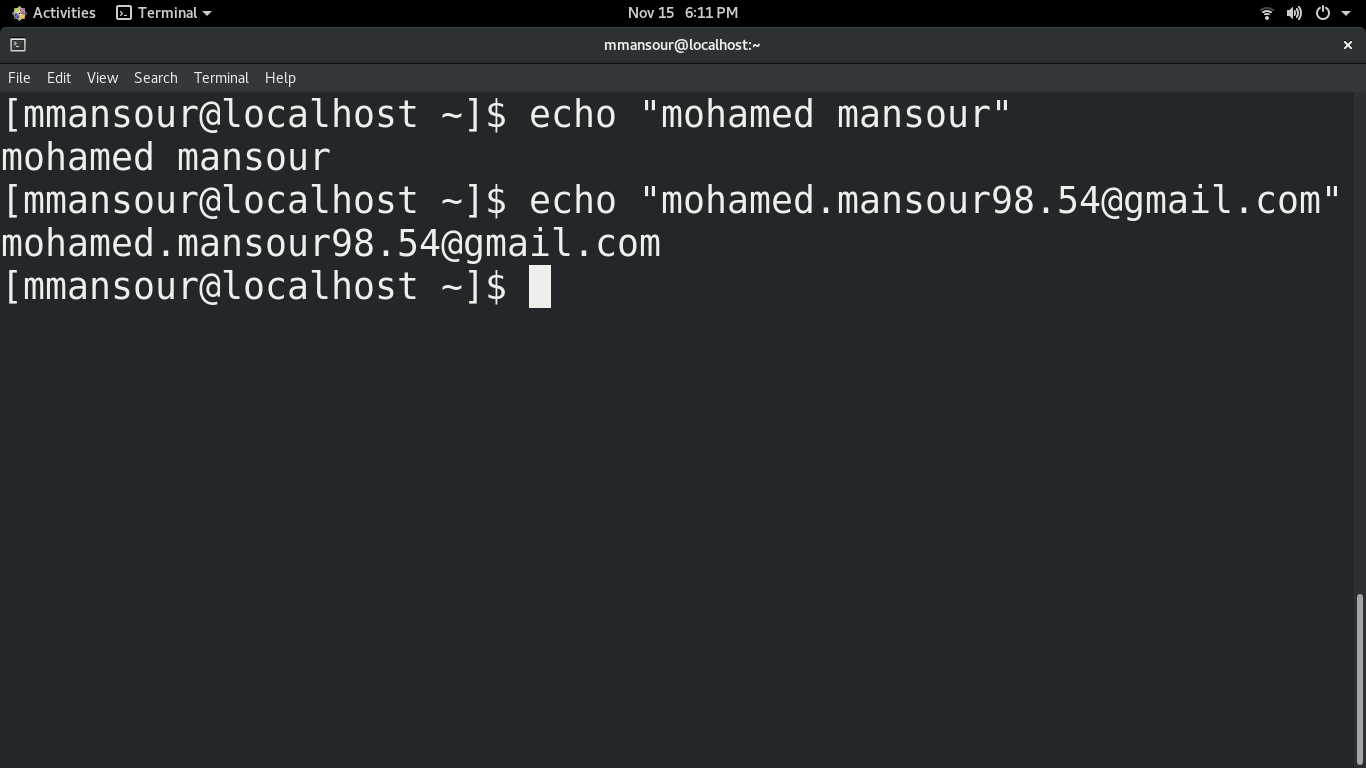 Activities Terminal Nov 15 6:11 PM
mmansour@localhost:~
File Edit View Search Terminal Help
[mmansour@localhost ~]$ echo "mohamed mansour"
mohamed mansour
[mmansour@localhost ~]$ echo "mohamed.mansour98.54@gmail.com"
mohamed.mansour98.54@gmail.com
[mmansour@localhost ~]$